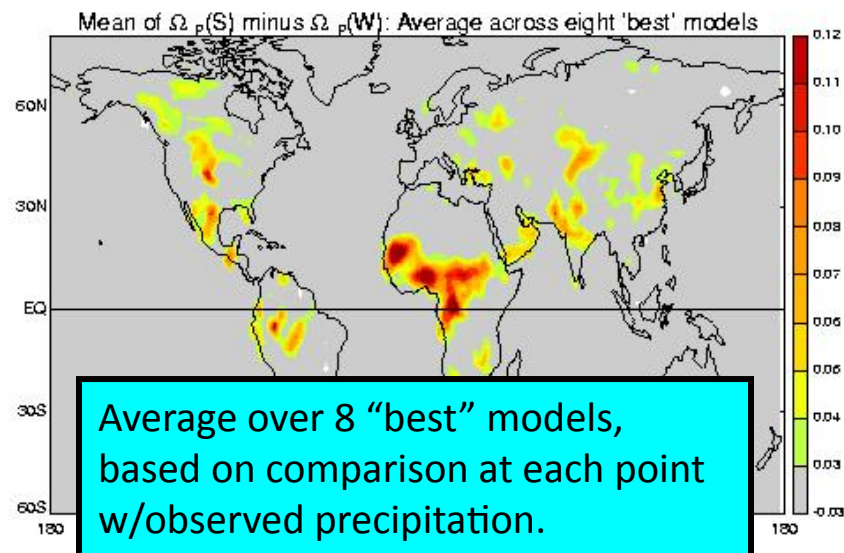 Mean of Ω P(S) minus Ω P(W): Average across eight 'best' models
0.12
0.11
0.10
0.09
0.08
0.07
0.06
0.06
0.04
0.03
-0.03
60N
30N
EQ
30S
60S
180
180
Average over 8 “best” models,
based on comparison at each point
w/observed precipitation.